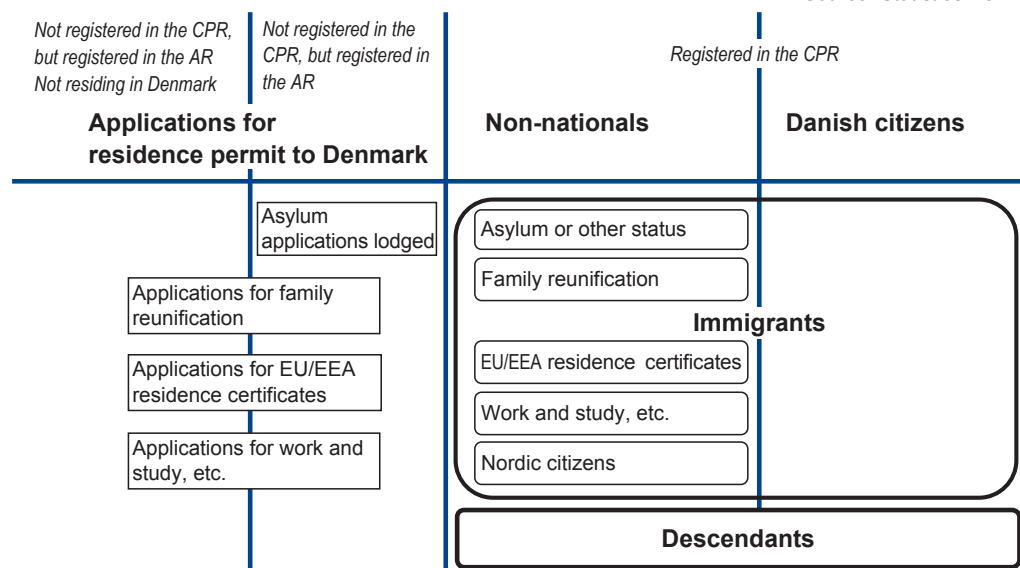 Not registered in the CPR,
but registered in the AR
Not residing in Denmark
Not registered in the
CPR, but registered in
the AR
Registered in the CPR
Applications for
residence permit to Denmark
Non-nationals
Danish citizens
Asylum
applications lodged
Applications for family
reunification
Applications for EU/EEA
residence certificates
Applications for work and
study, etc.
Asylum or other status
Family reunification
Immigrants
EU/EEA residence certificates
Work and study, etc.
Nordic citizens
Descendants